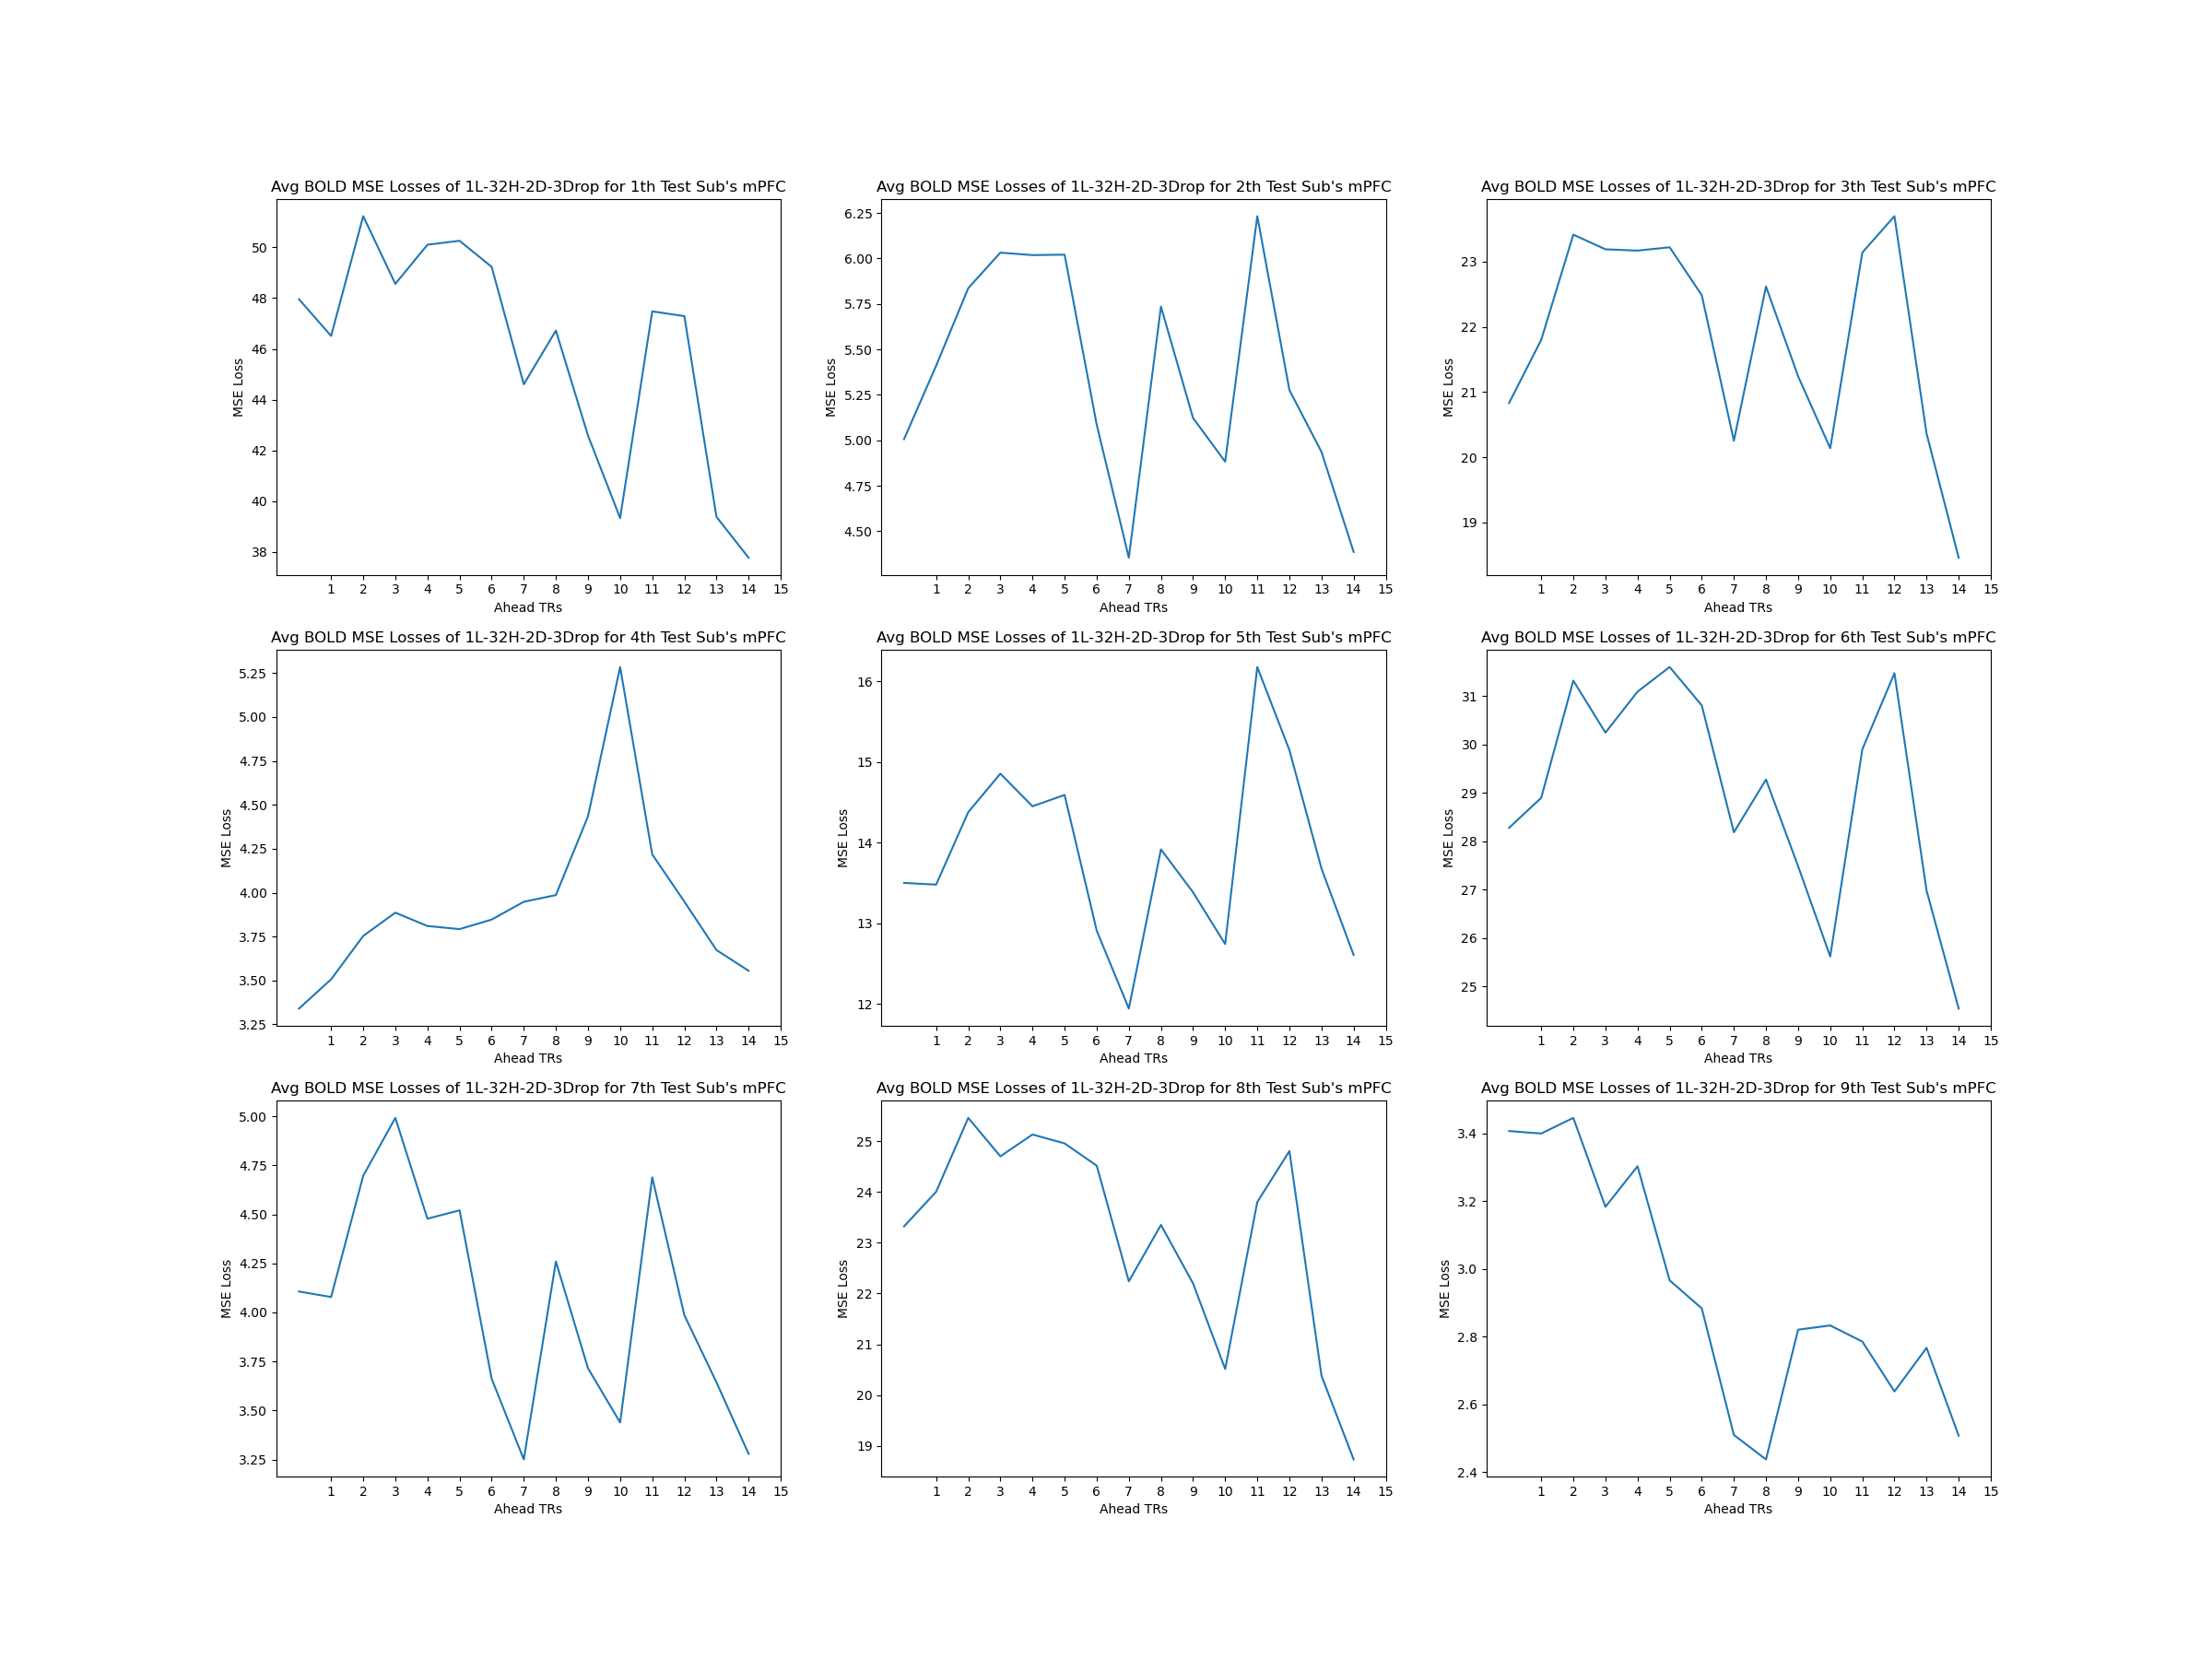 Avg BOLD MSE Losses of 1L-32H-2D-3Drop for 1th Test Sub's mPFC
MSE Loss
50
48
46
44
42
40
38
1 2 3 4 5 6 7 8 9 10 11 12 13 14 15
Ahead TRs
Avg BOLD MSE Losses of 1L-32H-2D-3Drop for 2th Test Sub's mPFC
MSE Loss
6.25
6.00
5.75
5.50
5.25
5.00
4.75
4.50
1 2 3 4 5 6 7 8 9 10 11 12 13 14 15
Ahead TRs
Avg BOLD MSE Losses of 1L-32H-2D-3Drop for 3th Test Sub's mPFC
MSE Loss
23
22
21
20
19
1 2 3 4 5 6 7 8 9 10 11 12 13 14 15
Ahead TRs
Avg BOLD MSE Losses of 1L-32H-2D-3Drop for 4th Test Sub's mPFC
MSE Loss
5.25
5.00
4.75
4.50
4.25
4.00
3.75
3.50
3.25
1 2 3 4 5 6 7 8 9 10 11 12 13 14 15
Ahead TRs
Avg BOLD MSE Losses of 1L-32H-2D-3Drop for 5th Test Sub's mPFC
MSE Loss
16
15
14
13
12
1 2 3 4 5 6 7 8 9 10 11 12 13 14 15
Ahead TRs
Avg BOLD MSE Losses of 1L-32H-2D-3Drop for 6th Test Sub's mPFC
MSE Loss
31
30
29
28
27
26
25
1 2 3 4 5 6 7 8 9 10 11 12 13 14 15
Ahead TRs
Avg BOLD MSE Losses of 1L-32H-2D-3Drop for 7th Test Sub's mPFC
MSE Loss
5.00
4.75
4.50
4.25
4.00
3.75
3.50
3.25
1 2 3 4 5 6 7 8 9 10 11 12 13 14 15
Ahead TRs
Avg BOLD MSE Losses of 1L-32H-2D-3Drop for 8th Test Sub's mPFC
MSE Loss
25
24
23
22
21
20
19
1 2 3 4 5 6 7 8 9 10 11 12 13 14 15
Ahead TRs
Avg BOLD MSE Losses of 1L-32H-2D-3Drop for 9th Test Sub's mPFC
MSE Loss
3.4
3.2
3.0
2.8
2.6
2.4
1 2 3 4 5 6 7 8 9 10 11 12 13 14 15
Ahead TRs